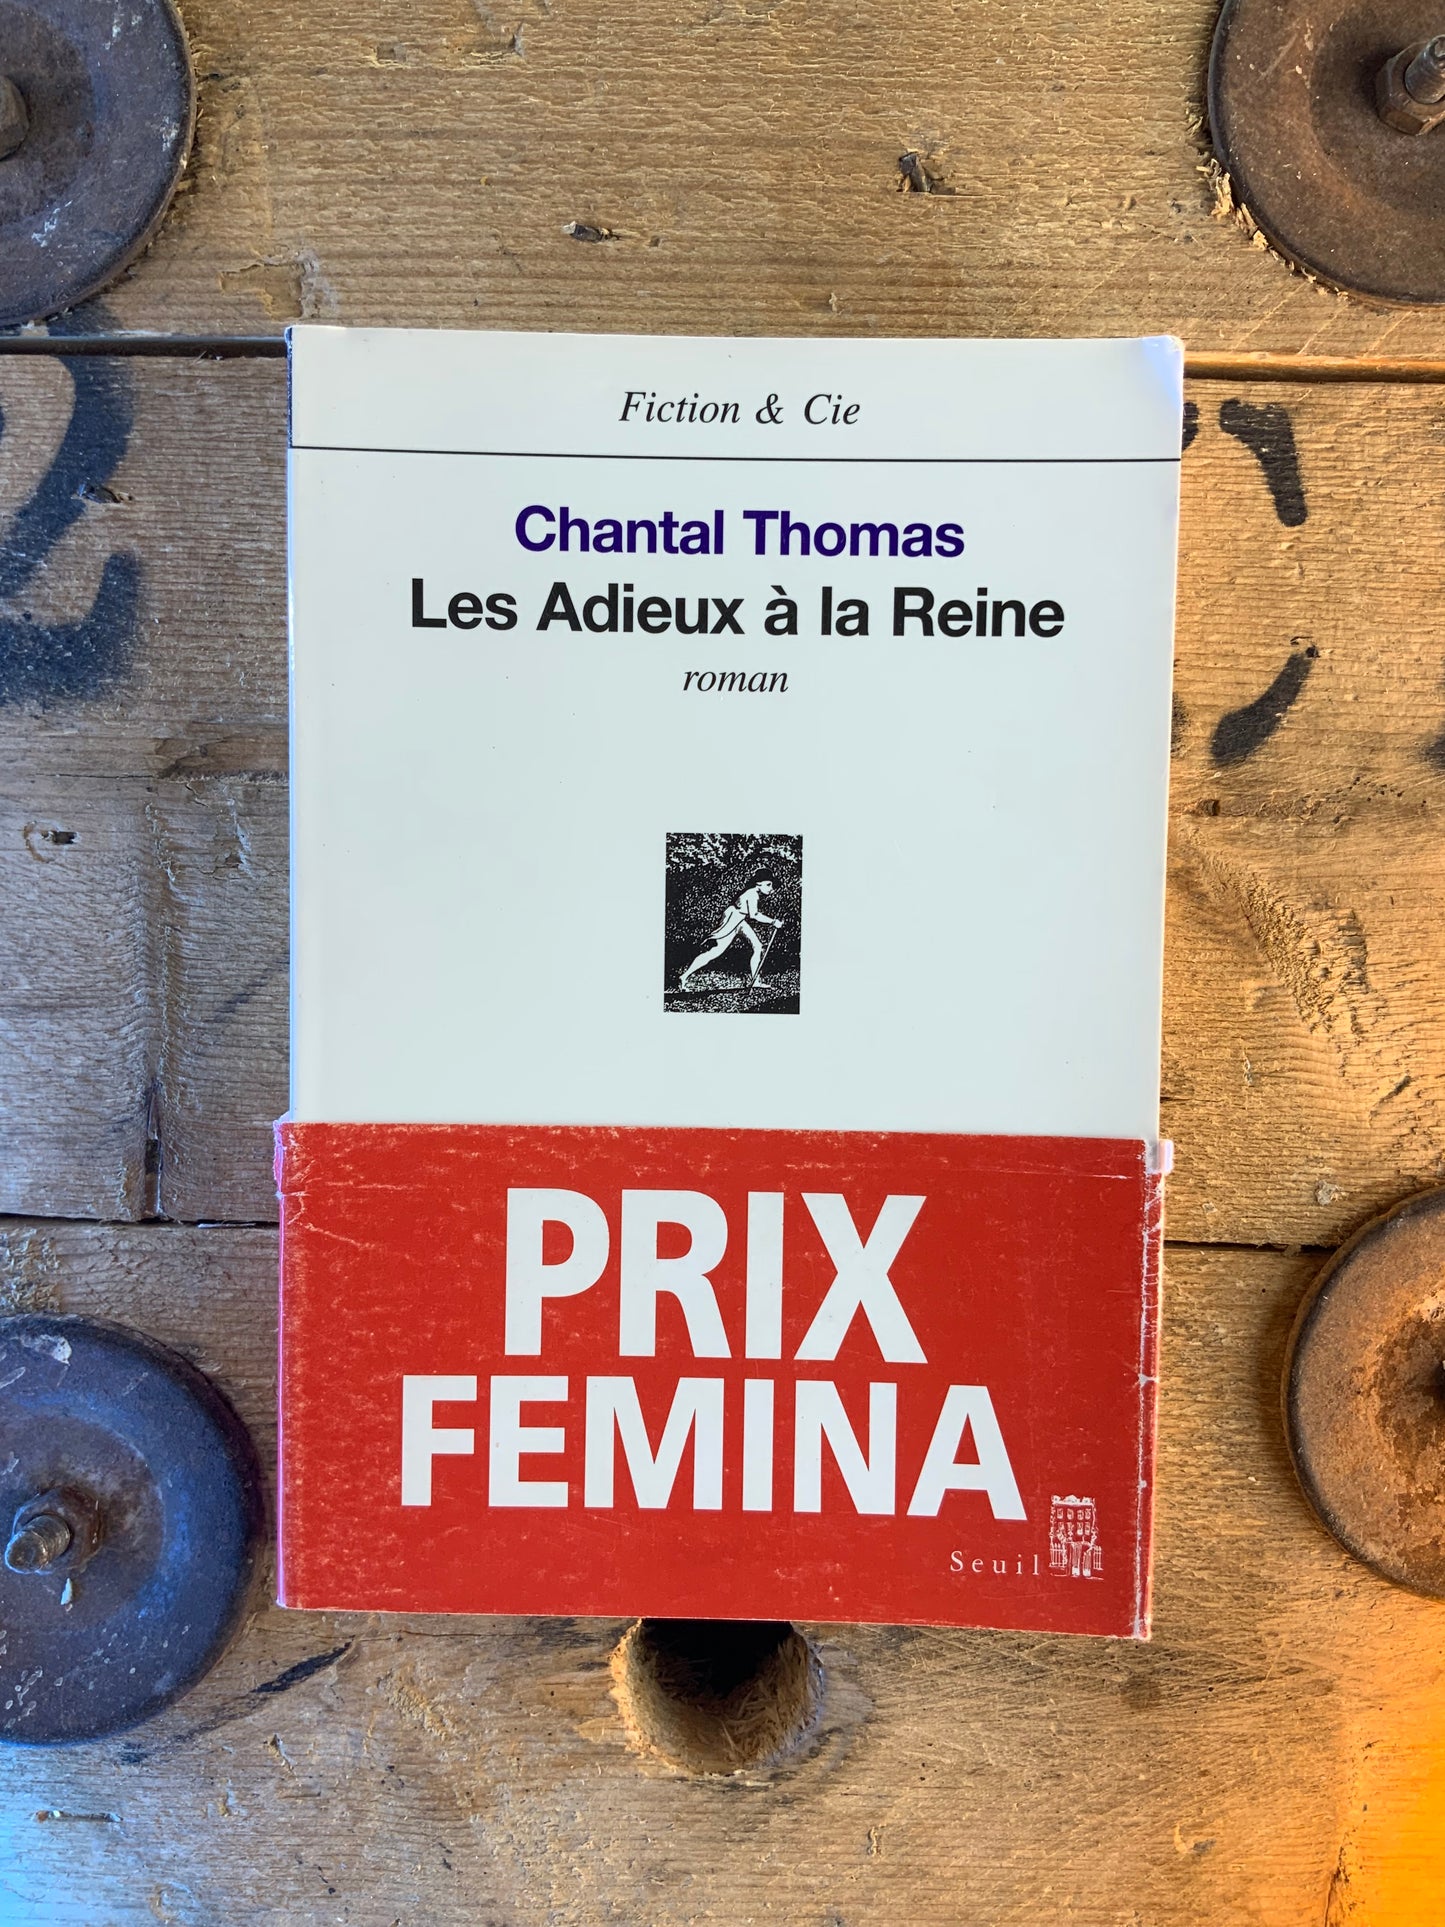 Fiction & Cie
Chantal Thomas
Les Adieux à la Reine
roman
PRIX
FEMINA
Seuil